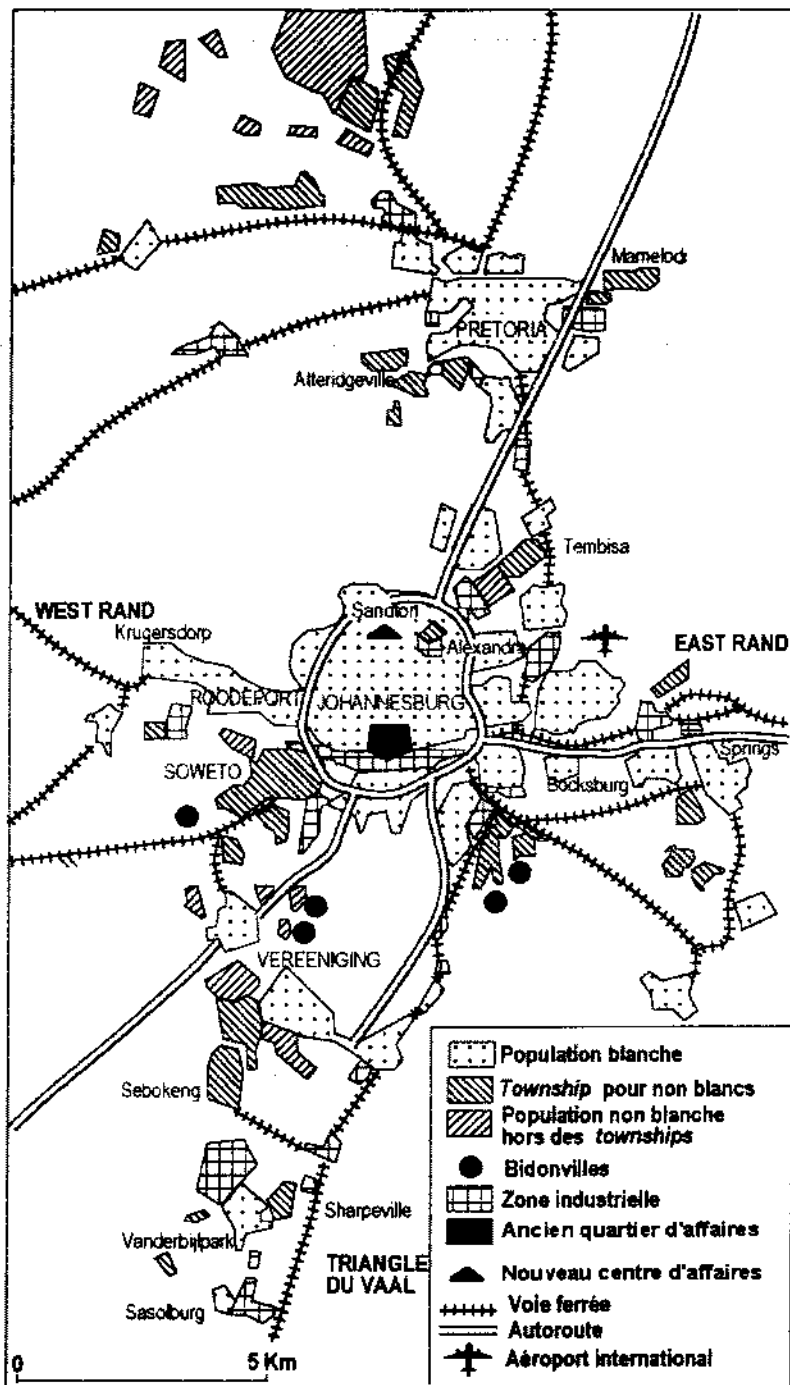 Mamelodi
PRETORIA
Atteridgeville
Tembisa
WEST RAND
Sandton
Krugersdorp
Alexandra
EAST RAND
ROODEPORT
JOHANNESBURG
SOWETO
Springs
Bocksburg
VEREENIGING
Sebokeng
Sharpeville
Vanderbijlpark
TRIANGLE
DU VAAL
Sasolburg
0 5 Km
Population blanche
Township pour non blancs
Population non blanche
hors des townships
Bidonvilles
Zone industrielle
Ancien quartier d'affaires
Nouveau centre d'affaires
Voie ferrée
Autoroute
Aéroport international